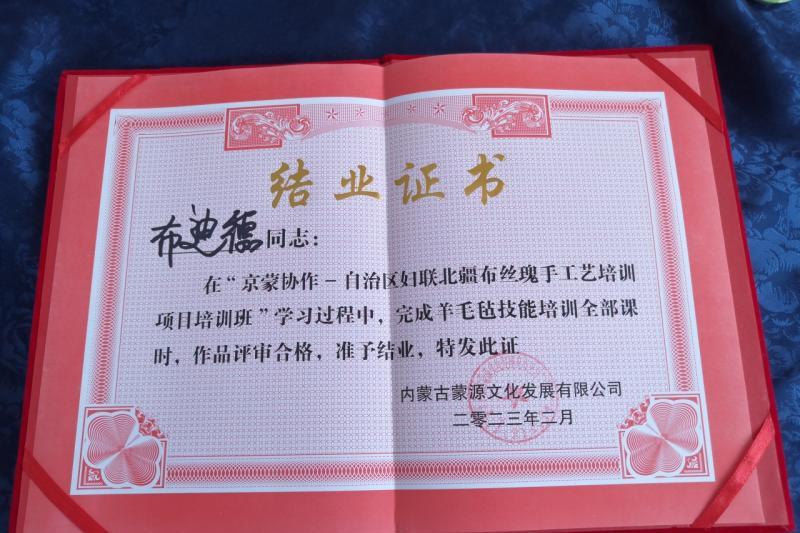 结业证书
布迪德同志：
在“京蒙协作－自治区妇联北疆布丝瑰手工艺培训
项目培训班”学习过程中，完成羊毛毡技能培训全部课
时，作品评审合格，准予结业，特发此证
内蒙古蒙源文化发展有限公司
二零二三年二月